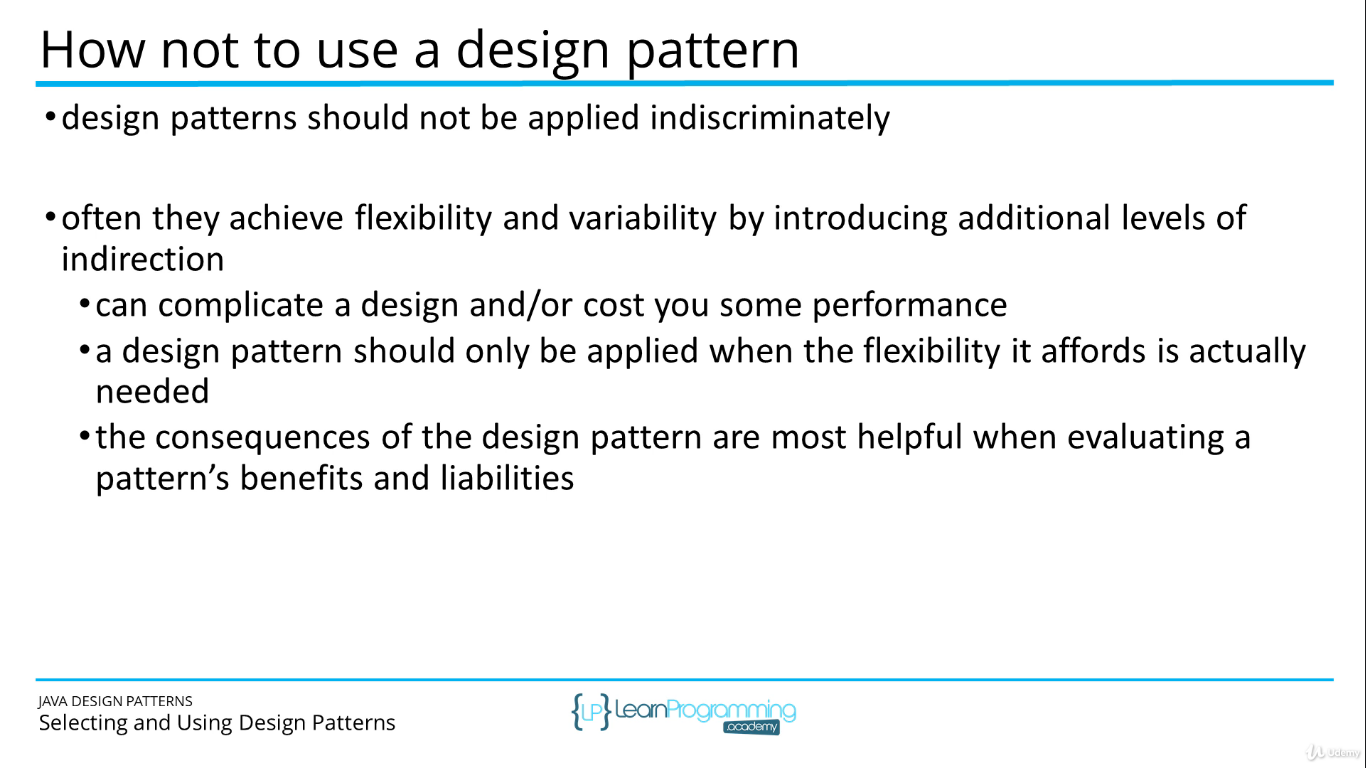 How not to use a design pattern
•design patterns should not be applied indiscriminately
•often they achieve flexibility and variability by introducing additional levels of
indirection
•can complicate a design and/or cost you some performance
•a design pattern should only be applied when the flexibility it affords is actually
needed
•the consequences of the design pattern are most helpful when evaluating a
pattern’s benefits and liabilities
JAVA DESIGN PATTERNS
Selecting and Using Design Patterns
{LP} LearnProgramming
.academy
Udemy